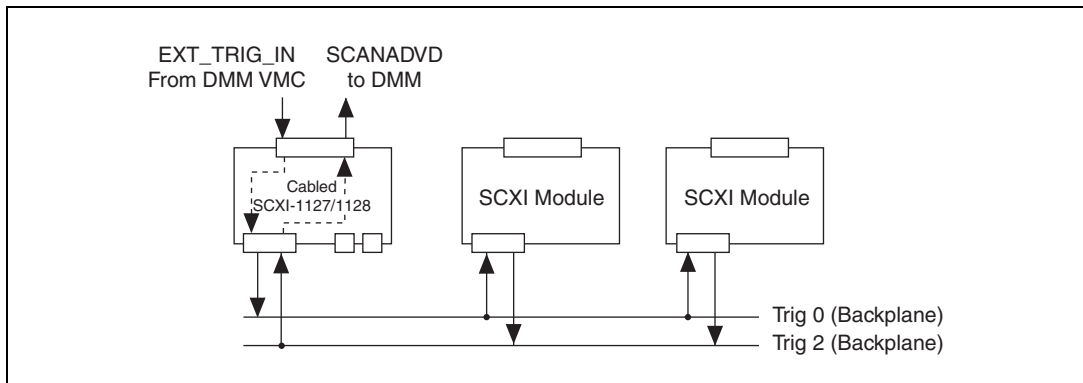 EXT_TRIG_IN
From DMM VMC
SCANADVD
to DMM
Cabled
SCXI-1127/1128
SCXI Module
SCXI Module
Trig 0 (Backplane)
Trig 2 (Backplane)